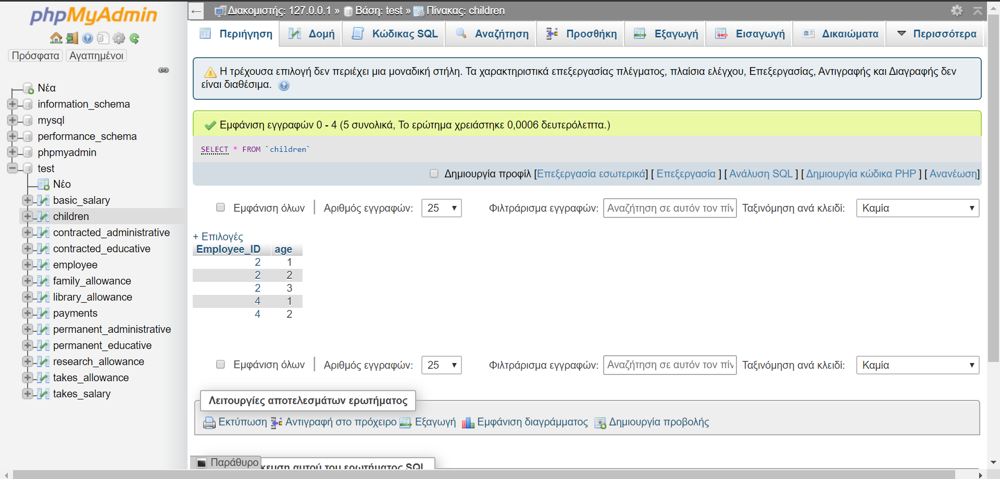 phpMyAdmin
Πρόσφατα Αγαπημένοι
Νέα
information_schema
mysql
performance_schema
phpmyadmin
test
Νέο
basic_salary
children
contracted_administrative
contracted_educative
employee
family_allowance
library_allowance
payments
permanent_administrative
permanent_educative
research_allowance
takes_allowance
takes_salary
Διακομιστής: 127.0.0.1 » Βάση: test » Πίνακας: children
Περιήγηση Δομή Κώδικας SQL Αναζήτηση Προσθήκη Εξαγωγή Εισαγωγή Δικαιώματα Περισσότερα
Η τρέχουσα επιλογή δεν περιέχει μια μοναδική στήλη. Τα χαρακτηριστικά επεξεργασίας πλέγματος, πλαίσια ελέγχου, Επεξεργασίας, Αντιγραφής και Διαγραφής δεν
είναι διαθέσιμα.
Εμφάνιση εγγραφών 0 - 4 (5 συνολικά, Το ερώτημα χρειάστηκε 0,0006 δευτερόλεπτα.)
SELECT * FROM `children`
Δημιουργία προφίλ [Επεξεργασία εσωτερικά] [ Επεξεργασία ] [ Ανάλυση SQL ] [ Δημιουργία κώδικα PHP ] [ Ανανέωση]
Εμφάνιση όλων Αριθμός εγγραφών: 25 Φιλτράρισμα εγγραφών: Αναζήτηση σε αυτόν τον πίν Ταξινόμηση ανά κλειδί: Καμία
+ Επιλογές
Employee_ID age
2 1
2 2
2 3
4 1
4 2
Εμφάνιση όλων Αριθμός εγγραφών: 25 Φιλτράρισμα εγγραφών: Αναζήτηση σε αυτόν τον πίν Ταξινόμηση ανά κλειδί: Καμία
Λειτουργίες αποτελεσμάτων ερωτήματος
Εκτύπωση Αντιγραφή στο πρόχειρο Εξαγωγή Εμφάνιση διαγράμματος Δημιουργία προβολής
Παράθυρο
κευση αυτού του ερωτήματος SQL